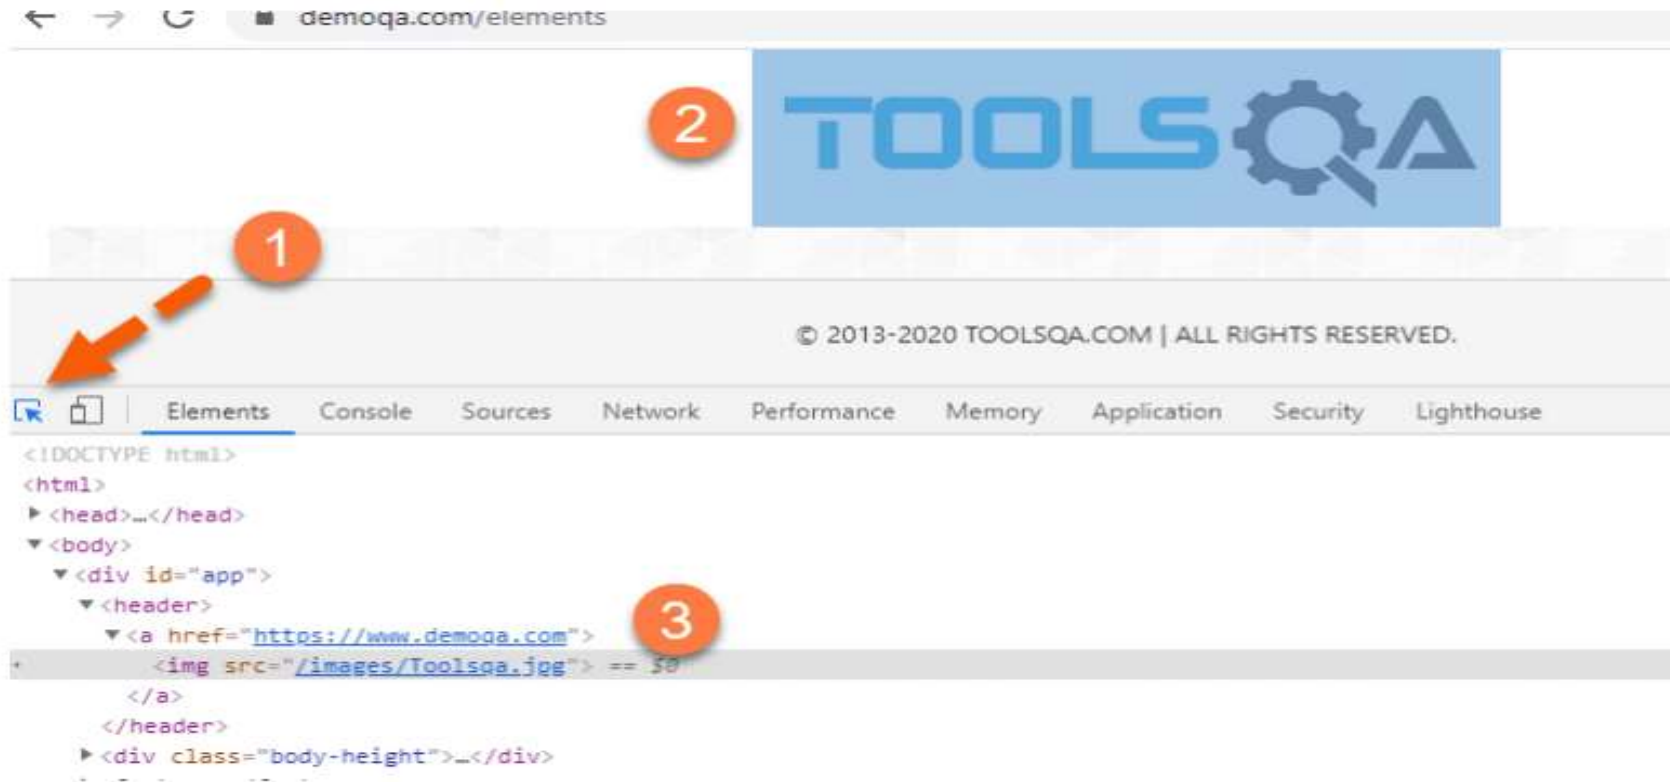 demoqa.com/elements
2
TOOLSQA
1
© 2013-2020 TOOLSQA.COM | ALL RIGHTS RESERVED.
Elements Console Sources Network Performance Memory Application Security Lighthouse
<!DOCTYPE html>
<html>
<head>…</head>
<body>
<div id="app">
<header>
3
<a href="https://www.demoqa.com">
<img src="/images/Toolsqa.jpg"> == $0
</a>
</header>
<div class="body-height">…</div>